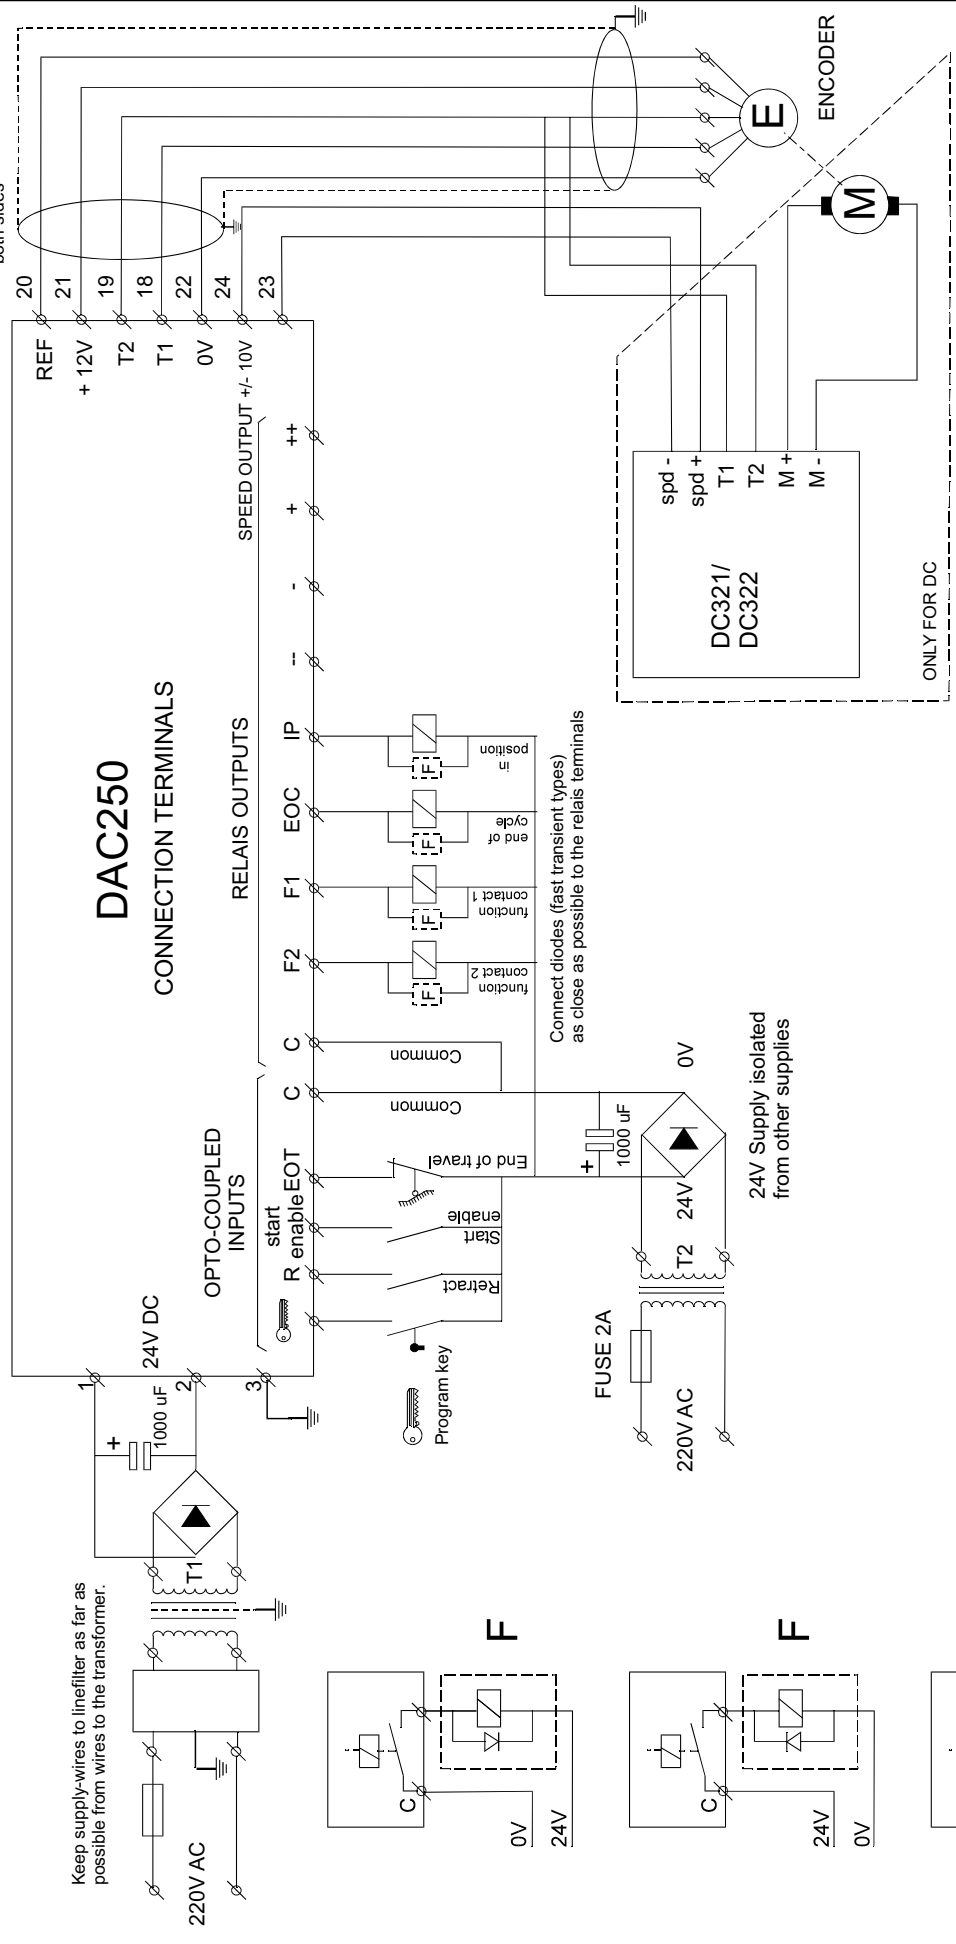 both sides
20
21
19
18
22
24
23
REF
+ 12V
T2
T1
0V
SPEED OUTPUT +/- 10V
DAC250
CONNECTION TERMINALS
RELAIS OUTPUTS
++
+
-
--
IP
EOC
F1
F2
C
OPTO-COUPLED
INPUTS
C
EOT
start
enable
R
24V DC
1
2
3
+
1000 uF
T1
Keep supply-wires to linefilter as far as
possible from wires to the transformer.
220V AC
F
in
position
F
end of
cycle
F
function
contact 1
F
function
contact 2
Common
Common
End of travel
Start
enable
Retract
Program key
Connect diodes (fast transient types)
as close as possible to the relais terminals
+
1000 uF
0V
24V
24V Supply isolated
from other supplies
T2
FUSE 2A
220V AC
E
ENCODER
M
spd -
spd +
T1
T2
M +
M -
DC321/
DC322
ONLY FOR DC
C
0V
24V
F
C
24V
0V
F